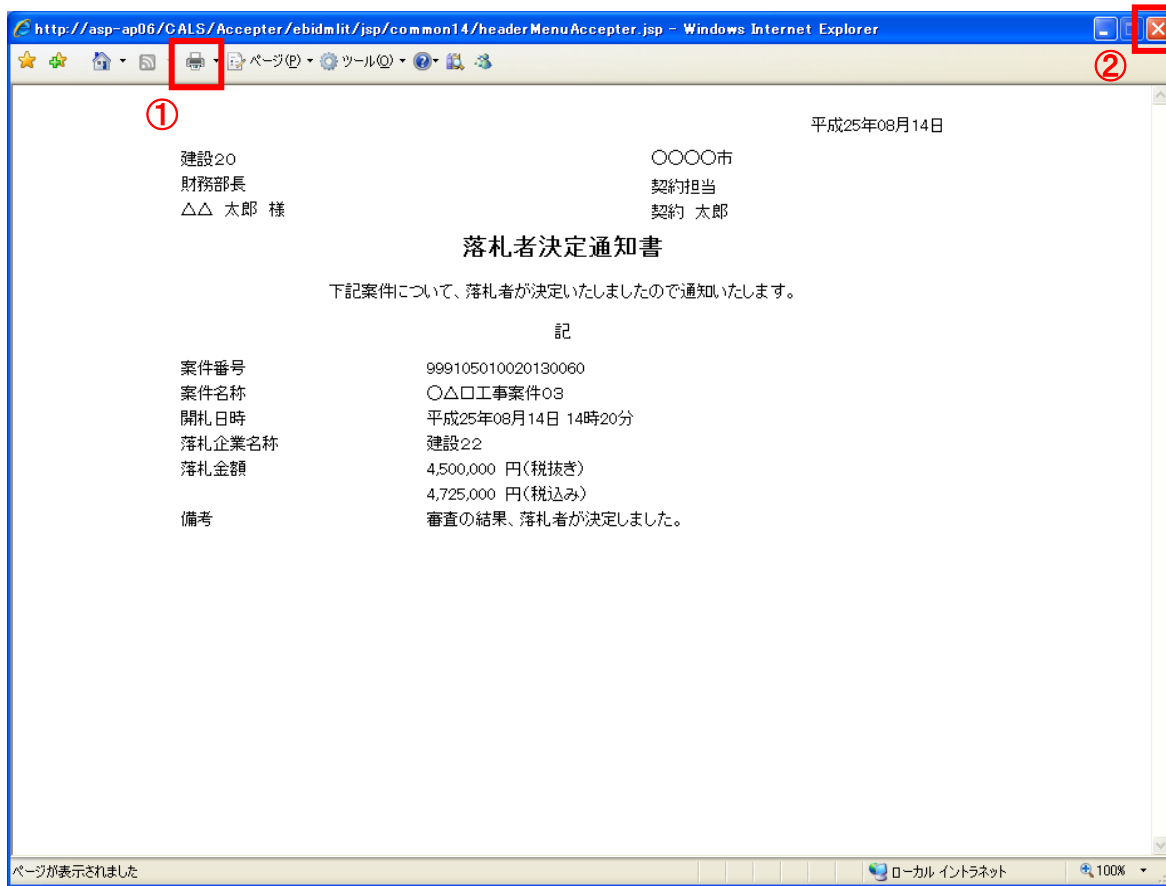 http://asp-ap06/CALS/Accepter/ebidmlit/jsp/common14/headerMenuAccepter.jsp - Windows Internet Explorer
ページ(P) ツール(O)
① ②
平成25年08月14日
建設20 ○○○○市
財務部長 契約担当
△△ 太郎 様 契約 太郎
落札者決定通知書
下記案件について、落札者が決定いたしましたので通知いたします。
記
案件番号 999105010020130060
案件名称 ○△口工事案件03
開札日時 平成25年08月14日 14時20分
落札企業名称 建設22
落札金額 4,500,000 円(税抜き)
4,725,000 円(税込み)
備考 審査の結果、落札者が決定しました。
ページが表示されました ローカル イントラネット 100%